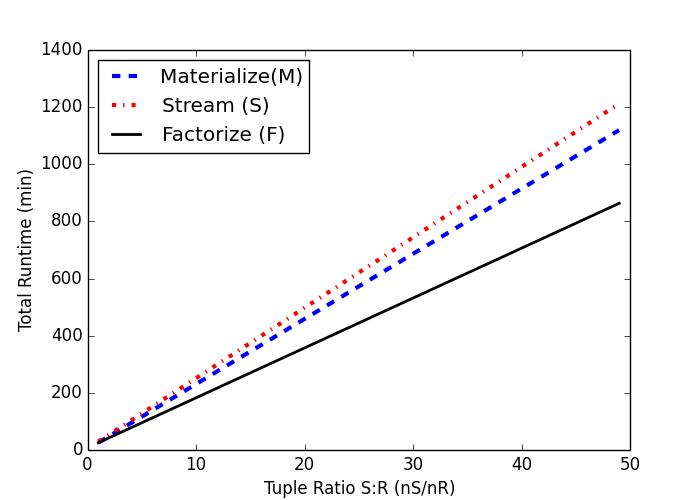 1400
1200
1000
800
600
400
200
0
Total Runtime (min)
Materialize(M)
Stream (S)
Factorize (F)
0 10 20 30 40 50
Tuple Ratio S:R (nS/nR)